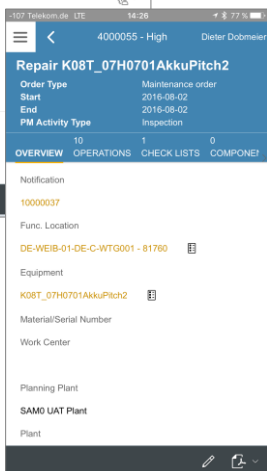 -107 Telekom.de LTE 14:26 77 %
4000055 - High Dieter Dobmeier
Repair K08T_07H0701AkkuPitch2
Order Type Maintenance order
Start 2016-08-02
End 2016-08-02
PM Activity Type Inspection
10 1 0
OVERVIEW OPERATIONS CHECK LISTS COMPONEN
Notification
10000037
Func. Location
DE-WEIB-01-DE-C-WTG001 - 81760
Equipment
K08T_07H0701AkkuPitch2
Material/Serial Number
Work Center
Planning Plant
SAM0 UAT Plant
Plant